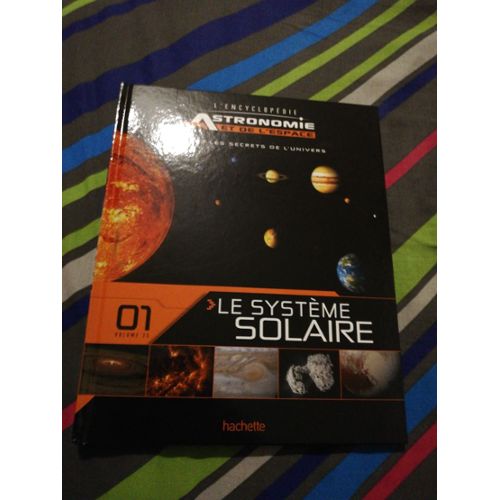 L'ENCYCLOPÉDIE
ASTRONOMIE
ET DE L'ESPACE
LES SECRETS DE L'UNIVERS
01
LE SYSTÈME
SOLAIRE
hachette